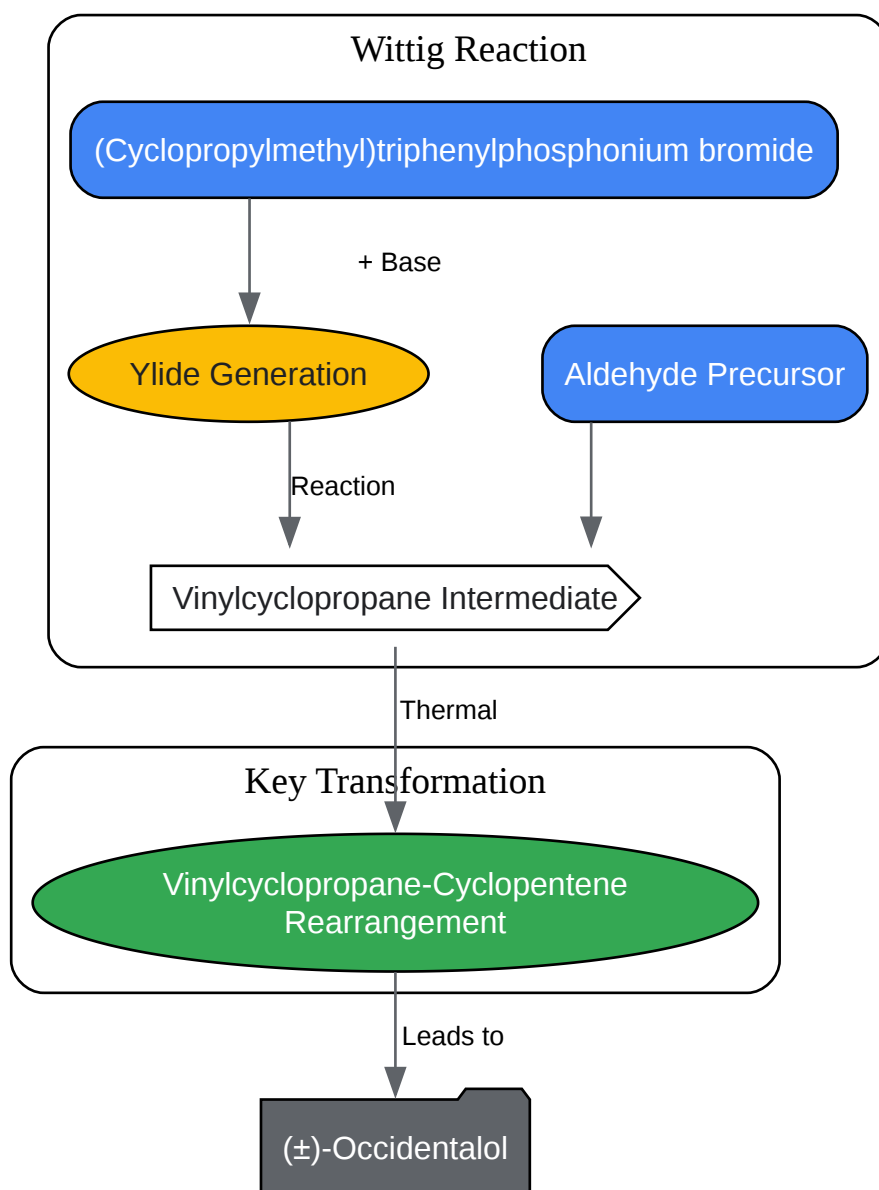 Wittig Reaction
(Cyclopropylmethyl)triphenylphosphonium bromide
+ Base
Ylide Generation
Aldehyde Precursor
Reaction
Vinylcyclopropane Intermediate
Thermal
Key Transformation
Vinylcyclopropane-Cyclopentene
Rearrangement
Leads to
(±)-Occidentalol